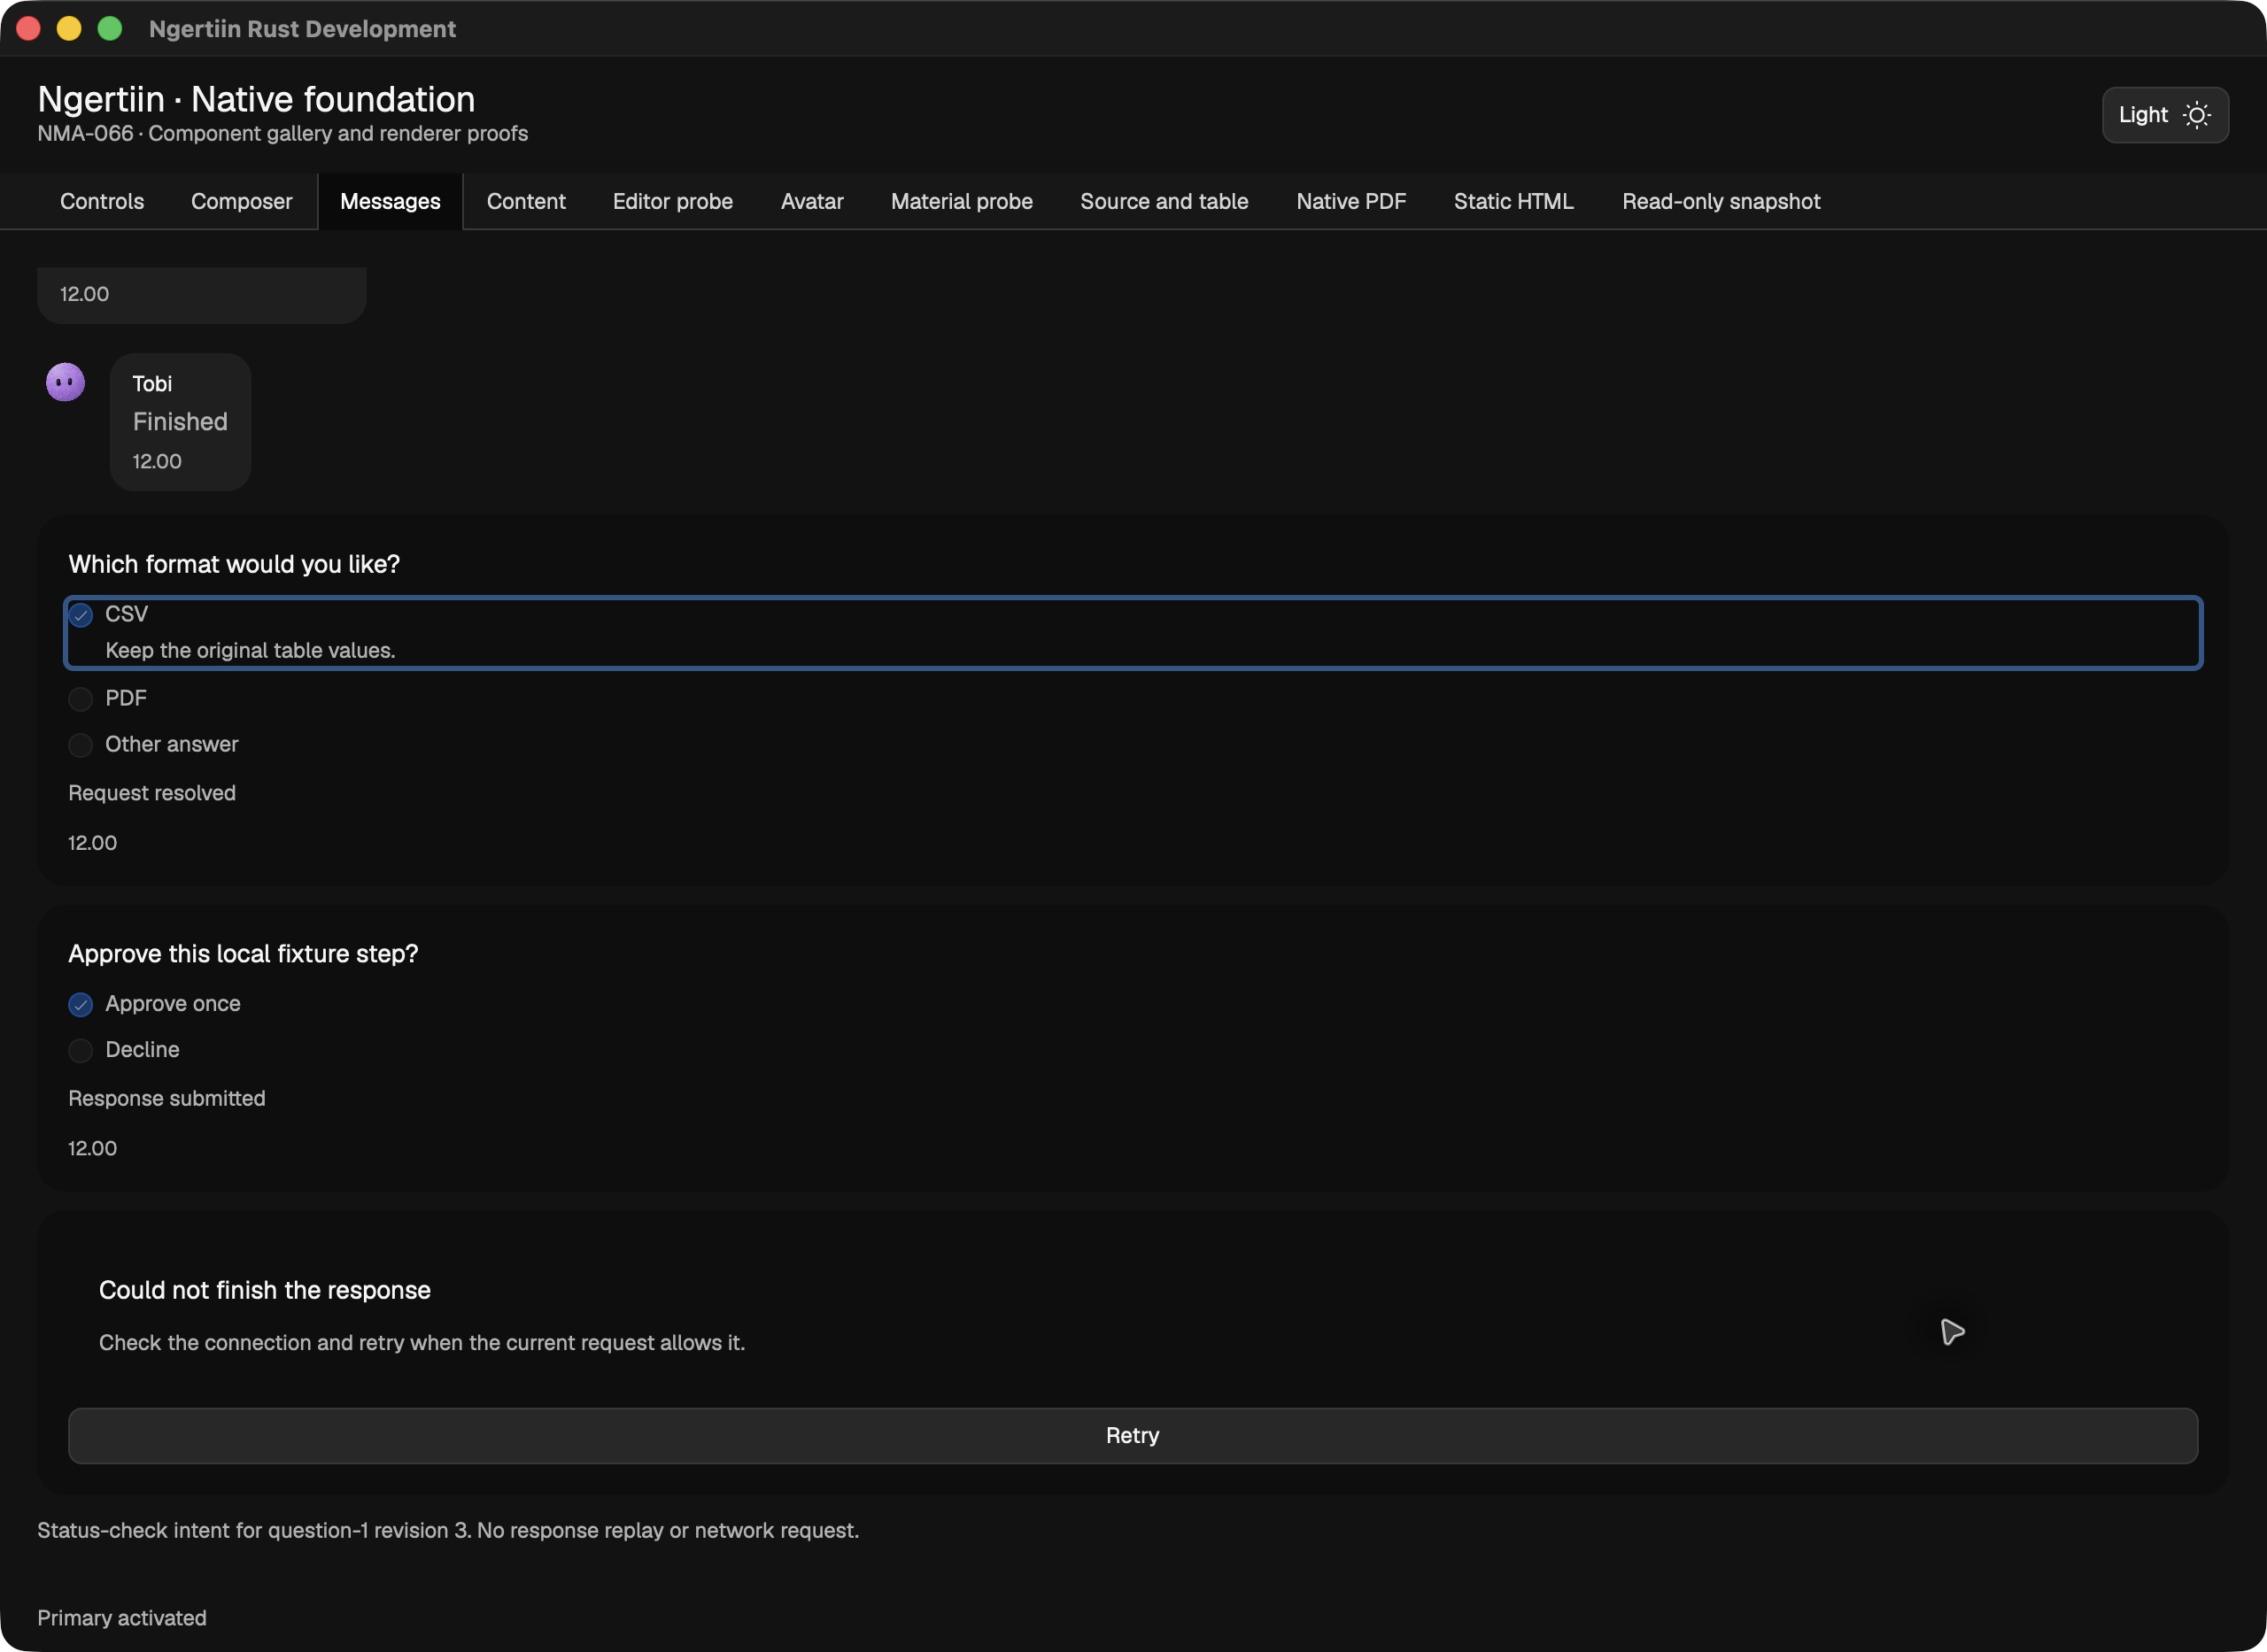 Ngertiin Rust Development
Ngertiin · Native foundation
NMA-066 · Component gallery and renderer proofs
Light
Controls Composer Messages Content Editor probe Avatar Material probe Source and table Native PDF Static HTML Read-only snapshot
12.00
Tobi
Finished
12.00
Which format would you like?
CSV
Keep the original table values.
PDF
Other answer
Request resolved
12.00
Approve this local fixture step?
Approve once
Decline
Response submitted
12.00
Could not finish the response
Check the connection and retry when the current request allows it.
Retry
Status-check intent for question-1 revision 3. No response replay or network request.
Primary activated